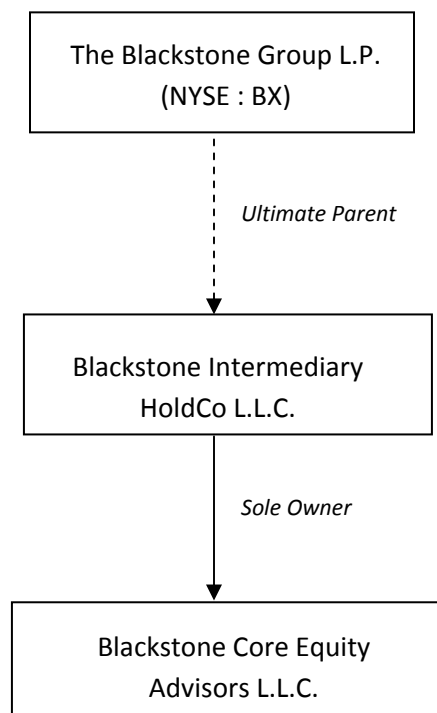 The Blackstone Group L.P.
(NYSE : BX)
Ultimate Parent
Blackstone Intermediary
HoldCo L.L.C.
Sole Owner
Blackstone Core Equity
Advisors L.L.C.